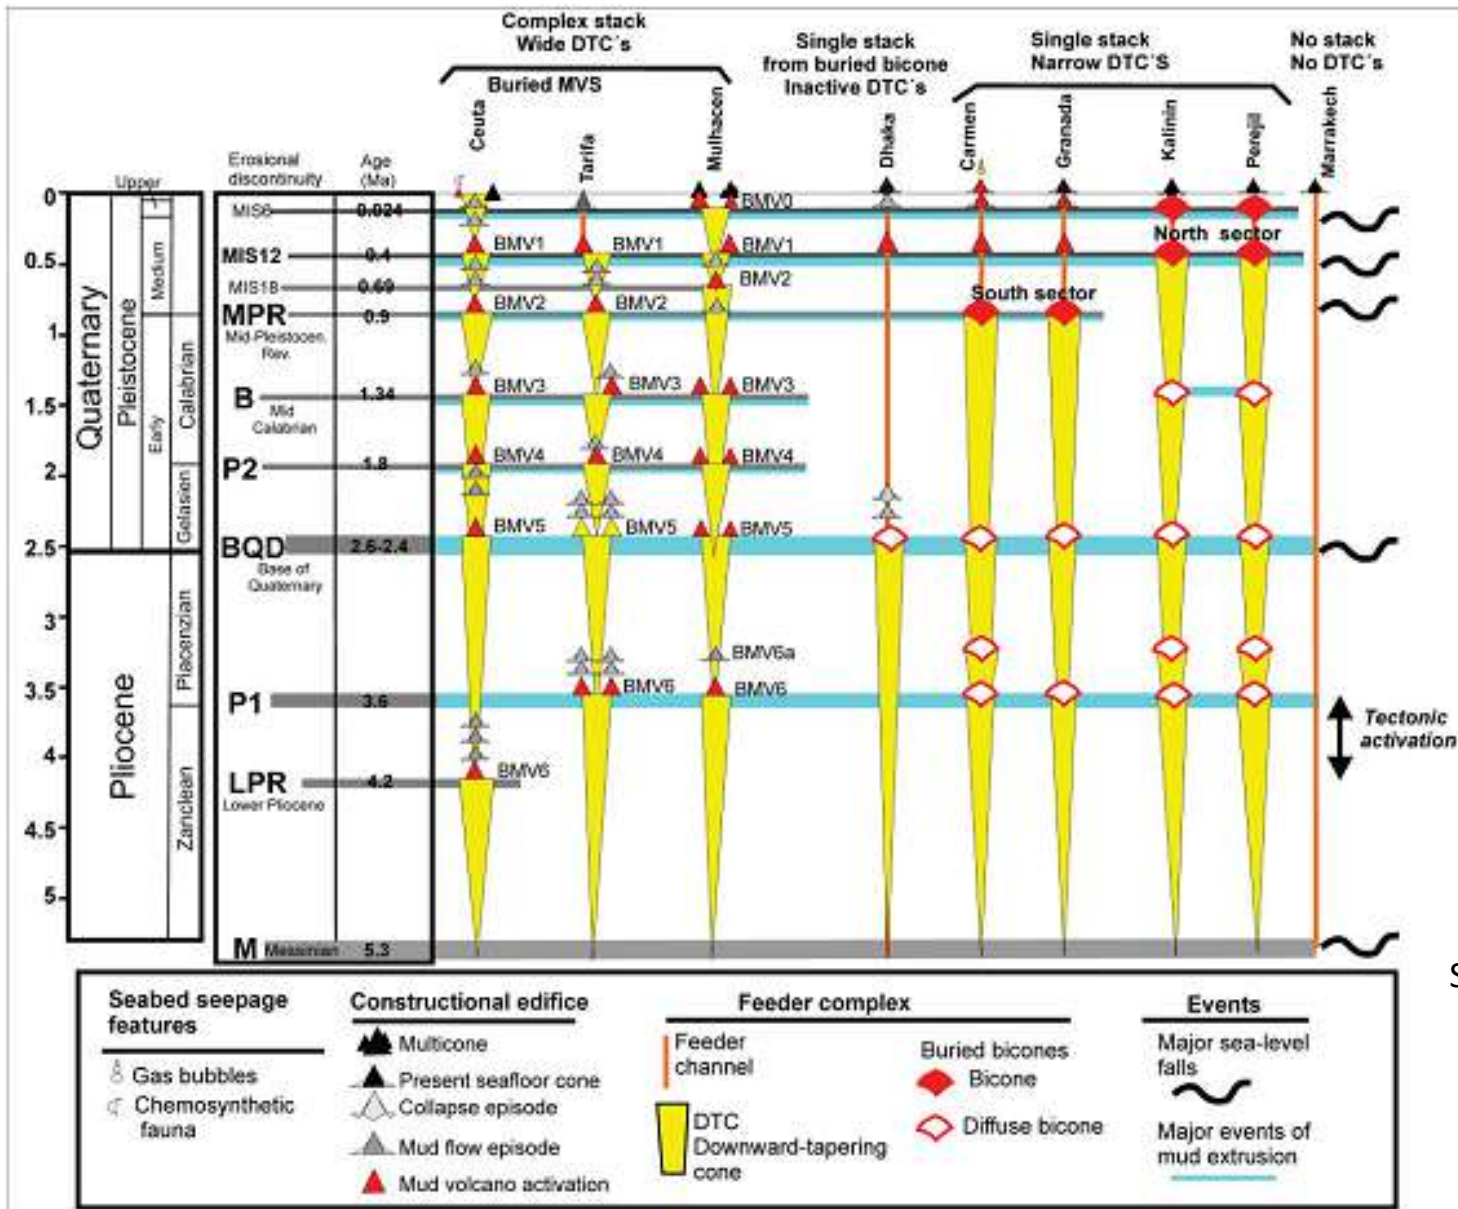 Complex stack
Wide DTC´s
Buried MVS
Single stack
from buried bicone
Inactive DTC´s
Single stack
Narrow DTC´S
No stack
No DTC´s
Ceuta
Tarifa
Mulhacen
Dhaka
Carmen
Granada
Kalinin
Perejil
Marrakech
Erosional
discontinuity
Age
(Ma)
Upper
0
0.5
1
1.5
2
2.5
3
3.5
4
4.5
5
Quaternary
Pliocene
Pleistocene
Medium
Early
Calabrian
Gelasien
Piacenzian
Zanclean
MIS6
0.024
MIS12
0.4
MIS18
0.69
MPR
0.9
Mid-Pleistocen.
Rev.
B
1.34
Mid
Calabrian
P2
1.8
BQD
2.6-2.4
Base of
Quaternary
P1
3.6
LPR
4.2
Lower Pliocene
M
Messinian
5.3
BMV0
BMV1
BMV1
BMV1
BMV2
BMV2
BMV2
BMV3
BMV3
BMV3
BMV4
BMV4
BMV4
BMV5
BMV5
BMV5
BMV6a
BMV6
BMV6
BMV6
North sector
South sector
Tectonic
activation
Seabed seepage
features
Gas bubbles
Chemosynthetic
fauna
Constructional edifice
Multicone
Present seafloor cone
Collapse episode
Mud flow episode
Mud volcano activation
Feeder complex
Feeder
channel
DTC
Downward-tapering
cone
Buried bicones
Bicone
Diffuse bicone
Events
Major sea-level
falls
Major events of
mud extrusion
S